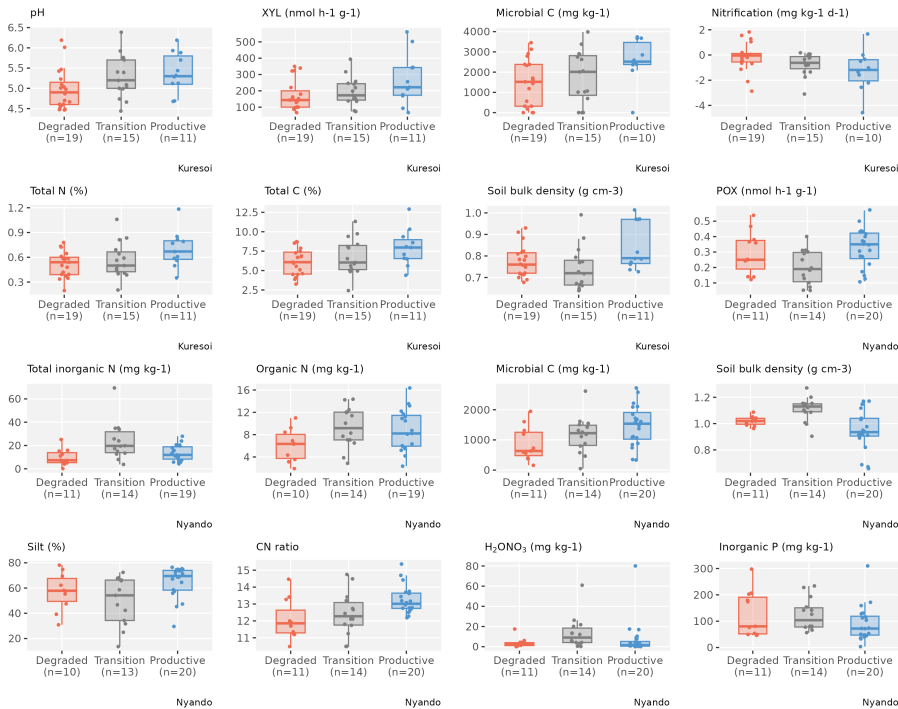 pH
6.5
6.0
5.5
5.0
4.5
Degraded Transition Productive
(n=19) (n=15) (n=11)
Kuresoi
XYL (nmol h-1 g-1)
500
400
300
200
100
Degraded Transition Productive
(n=19) (n=15) (n=11)
Kuresoi
Microbial C (mg kg-1)
4000
3000
2000
1000
0
Degraded Transition Productive
(n=19) (n=15) (n=10)
Kuresoi
Nitrification (mg kg-1 d-1)
2
0
-2
-4
Degraded Transition Productive
(n=19) (n=15) (n=10)
Kuresoi
Total N (%)
1.2
0.9
0.6
0.3
Degraded Transition Productive
(n=19) (n=15) (n=11)
Kuresoi
Total C (%)
12.5
10.0
7.5
5.0
2.5
Degraded Transition Productive
(n=19) (n=15) (n=11)
Kuresoi
Soil bulk density (g cm-3)
1.0
0.9
0.8
0.7
Degraded Transition Productive
(n=19) (n=15) (n=11)
Kuresoi
POX (nmol h-1 g-1)
0.5
0.4
0.3
0.2
0.1
Degraded Transition Productive
(n=11) (n=14) (n=20)
Nyando
Total inorganic N (mg kg-1)
60
40
20
0
Degraded Transition Productive
(n=11) (n=14) (n=19)
Nyando
Organic N (mg kg-1)
16
12
8
4
Degraded Transition Productive
(n=10) (n=14) (n=19)
Nyando
Microbial C (mg kg-1)
2000
1000
0
Degraded Transition Productive
(n=11) (n=14) (n=20)
Nyando
Soil bulk density (g cm-3)
1.2
1.0
0.8
Degraded Transition Productive
(n=11) (n=14) (n=20)
Nyando
Silt (%)
80
60
40
20
Degraded Transition Productive
(n=10) (n=13) (n=20)
Nyando
CN ratio
15
14
13
12
11
Degraded Transition Productive
(n=11) (n=14) (n=20)
Nyando
H₂ONO₃ (mg kg-1)
80
60
40
20
0
Degraded Transition Productive
(n=11) (n=14) (n=20)
Nyando
Inorganic P (mg kg-1)
300
200
100
0
Degraded Transition Productive
(n=11) (n=14) (n=20)
Nyando